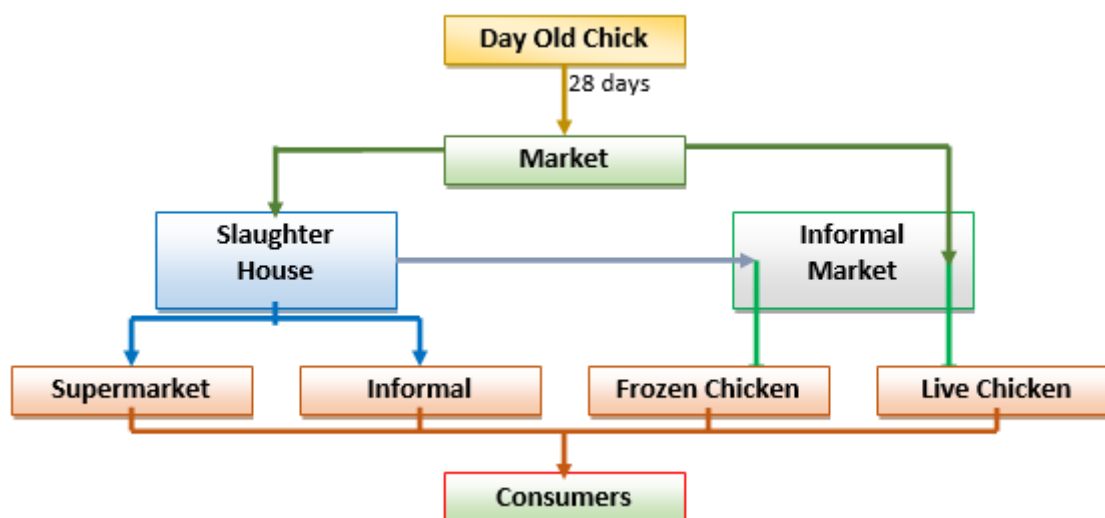 Day Old Chick
28 days
Market
Slaughter
House
Informal
Market
Supermarket
Informal
Frozen Chicken
Live Chicken
Consumers